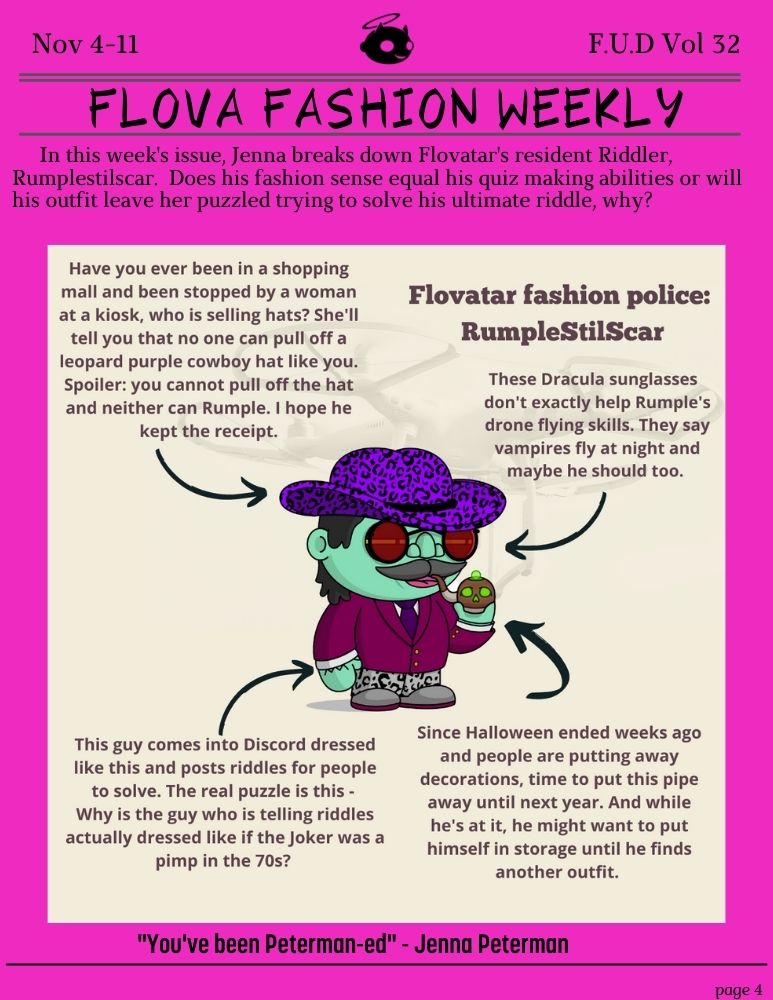 Nov 4-11
F.U.D Vol 32
FLOVA FASHION WEEKLY
In this week's issue, Jenna breaks down Flovatar's resident Riddler,
Rumplestilscar. Does his fashion sense equal his quiz making abilities or will
his outfit leave her puzzled trying to solve his ultimate riddle, why?
Have you ever been in a shopping
mall and been stopped by a woman
at a kiosk, who is selling hats? She'll
tell you that no one can pull off a
leopard purple cowboy hat like you.
Spoiler: you cannot pull off the hat
and neither can Rumple. I hope he
kept the receipt.
Flovatar fashion police:
RumpleStilScar
These Dracula sunglasses
don't exactly help Rumple's
drone flying skills. They say
vampires fly at night and
maybe he should too.
This guy comes into Discord dressed
like this and posts riddles for people
to solve. The real puzzle is this -
Why is the guy who is telling riddles
actually dressed like if the Joker was a
pimp in the 70s?
Since Halloween ended weeks ago
and people are putting away
decorations, time to put this pipe
away until next year. And while
he's at it, he might want to put
himself in storage until he finds
another outfit.
"You've been Peterman-ed" - Jenna Peterman
page 4